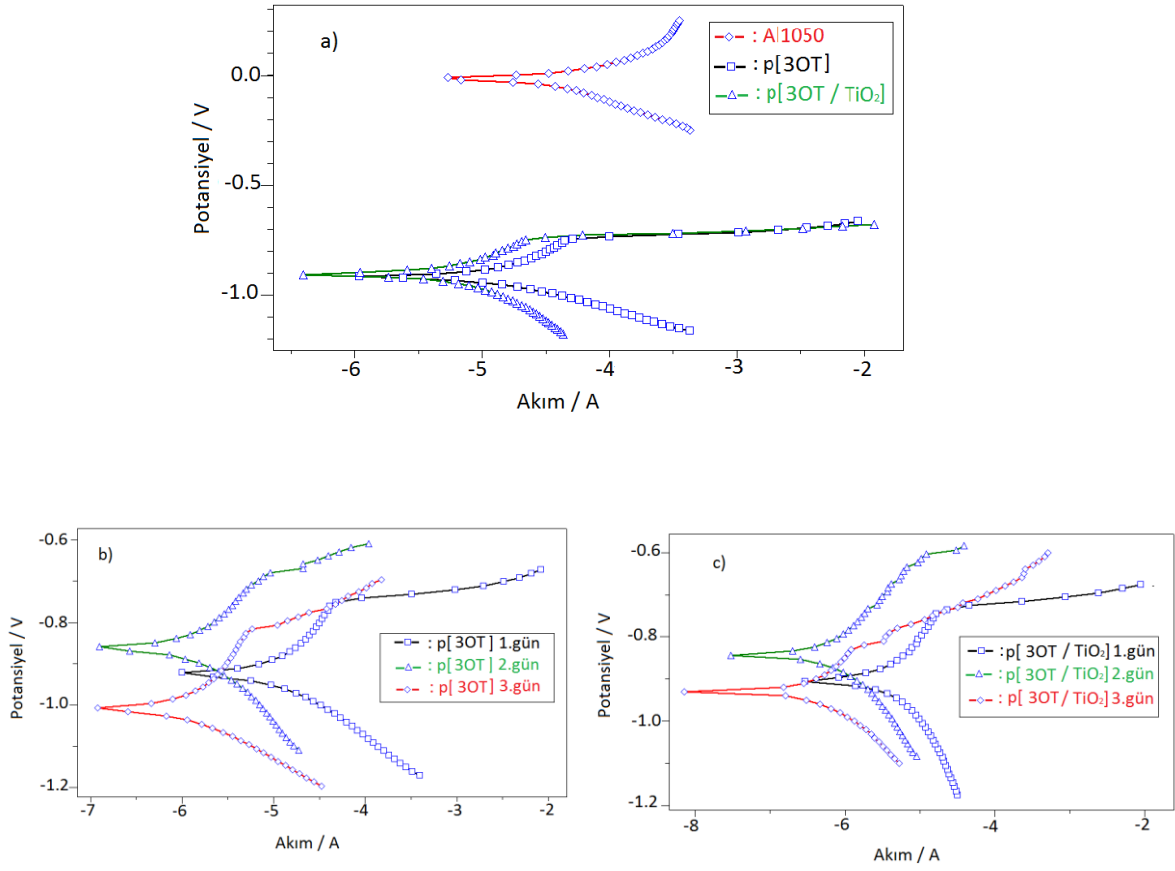 a)
: Al1050
: p[3OT]
: p[3OT / TiO₂]
0.0
-0.5
-1.0
Potansiyel / V
-6
-5
-4
-3
-2
Akım / A
b)
-0.6
-0.8
-1.0
-1.2
Potansiyel / V
: p[3OT] 1.gün
: p[3OT] 2.gün
: p[3OT] 3.gün
-7
-6
-5
-4
-3
-2
Akım / A
c)
-0.6
-0.8
-1.0
-1.2
Potansiyel / V
: p[3OT / TiO₂] 1.gün
: p[3OT / TiO₂] 2.gün
: p[3OT / TiO₂] 3.gün
-8
-6
-4
-2
Akım / A